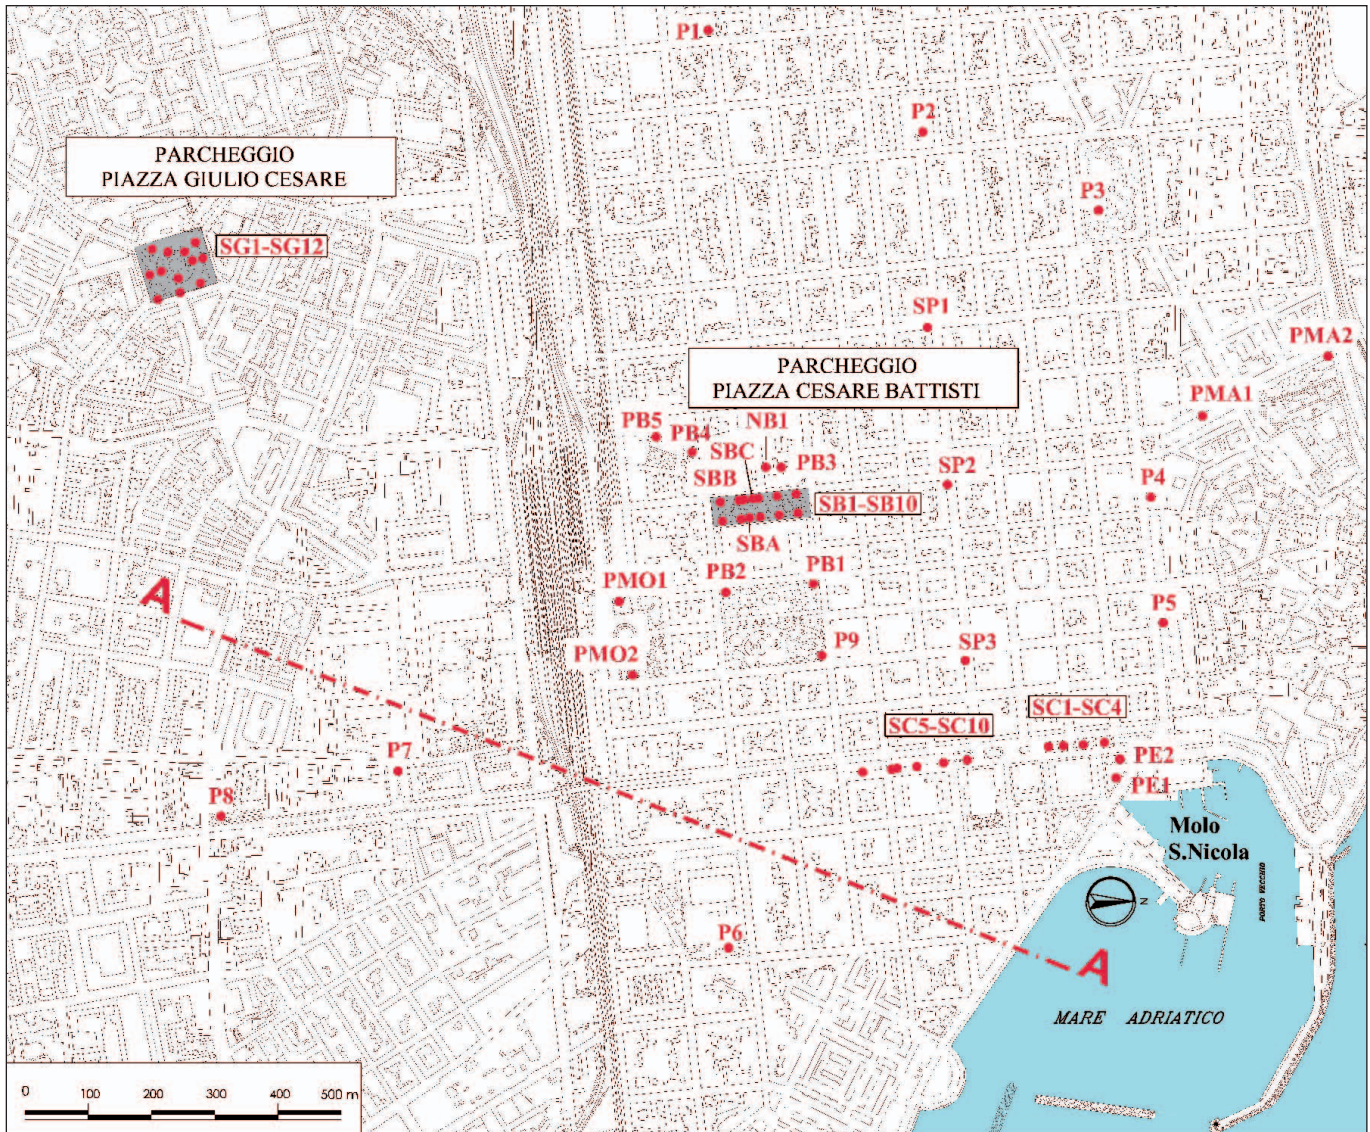 P1
P2
PARCHEGGIO
PIAZZA GIULIO CESARE
P3
SG1-SG12
SP1
PMA2
PARCHEGGIO
PIAZZA CESARE BATTISTI
PMA1
PB5
NB1
PB4
SBC
PB3
SP2
SBB
P4
SB1-SB10
SBA
PB1
PB2
PMO1
A
P5
P9
SP3
PMO2
SC1-SC4
SC5-SC10
P7
PE2
PE1
P8
Molo
S.Nicola
PORTO VECCHIO
N
P6
A
MARE ADRIATICO
0 100 200 300 400 500 m